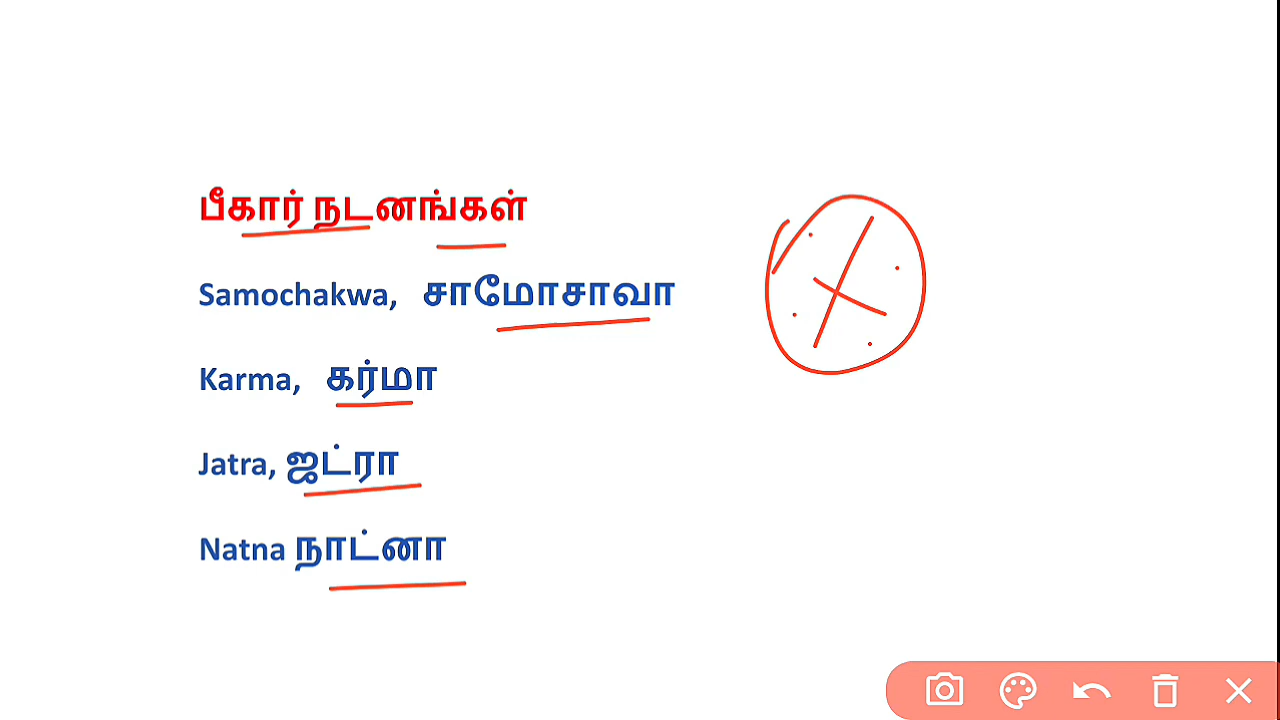 பீகார் நடனங்கள்
Samochakwa, சாமோசாவா
Karma, கர்மா
Jatra, ஜட்ரா
Natna நாட்னா